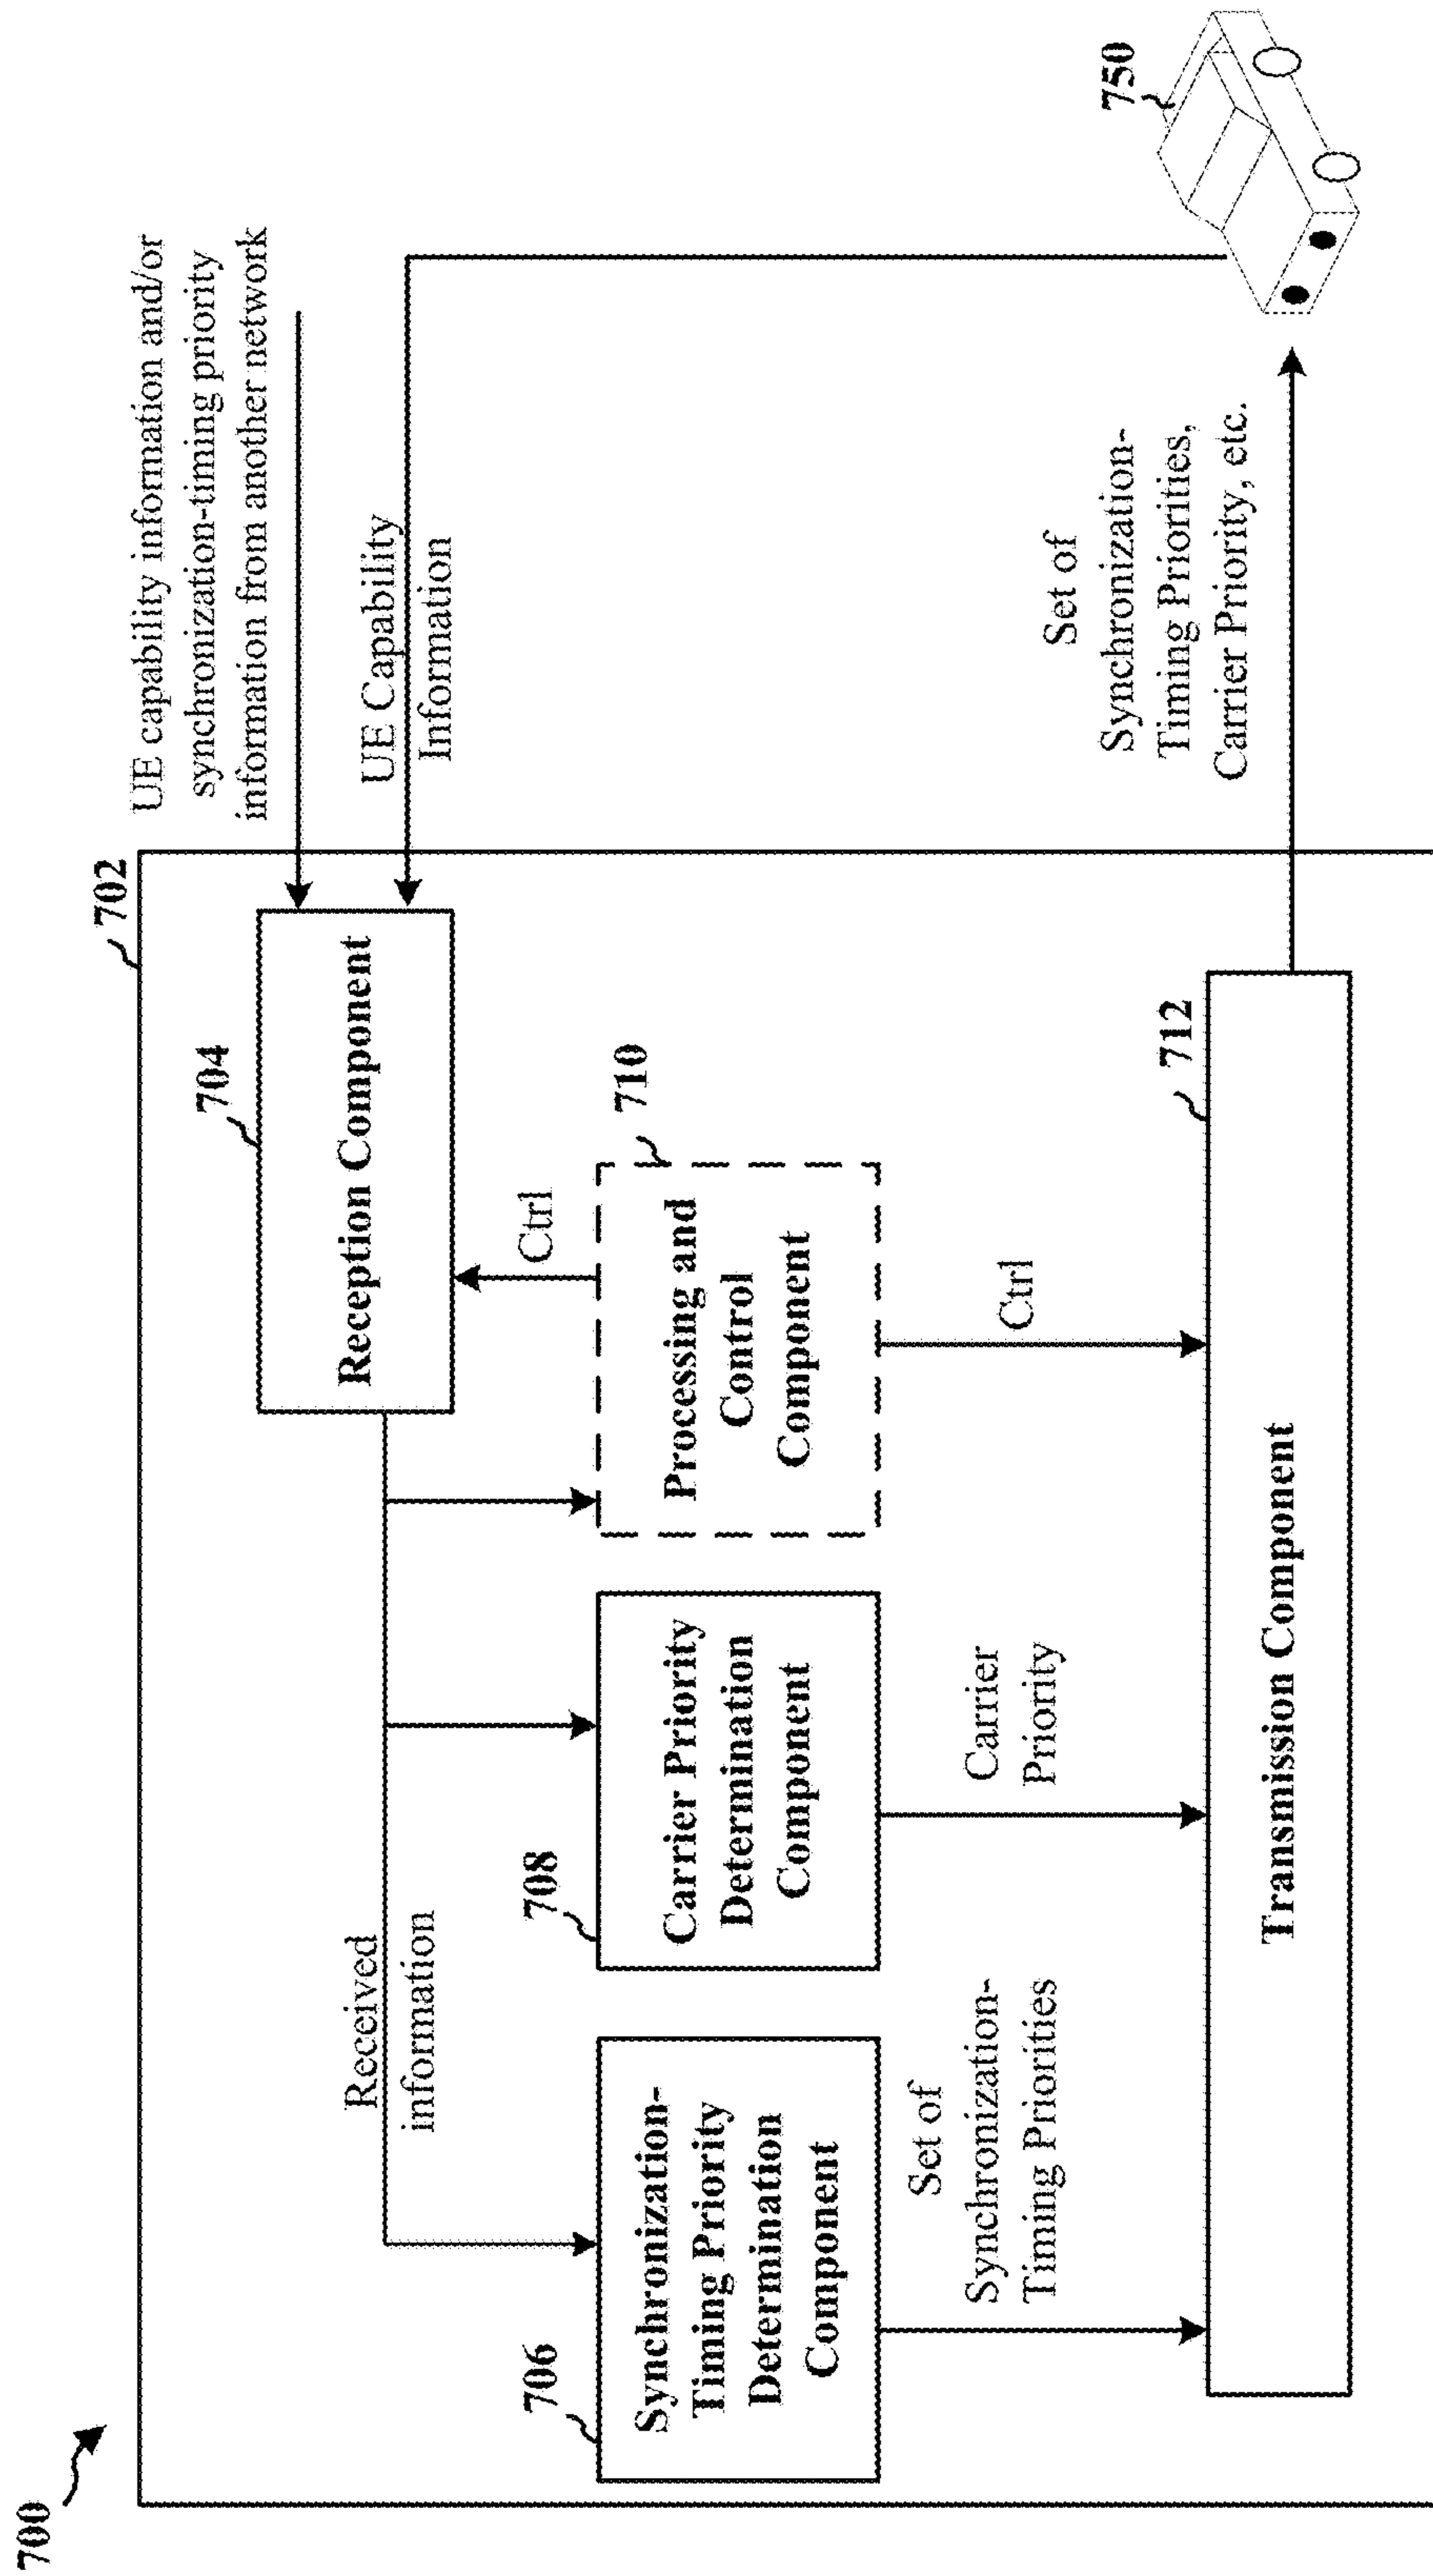 700
702
UE capability information and/or
synchronization-timing priority
information from another network
704
Reception Component
UE Capability
Information
750
Received
information
Ctrl
706
Synchronization-
Timing Priority
Determination
Component
708
Carrier Priority
Determination
Component
710
Processing and
Control
Component
Set of
Synchronization-
Timing Priorities
Carrier
Priority
Ctrl
712
Transmission Component
Set of
Synchronization-
Timing Priorities,
Carrier Priority, etc.